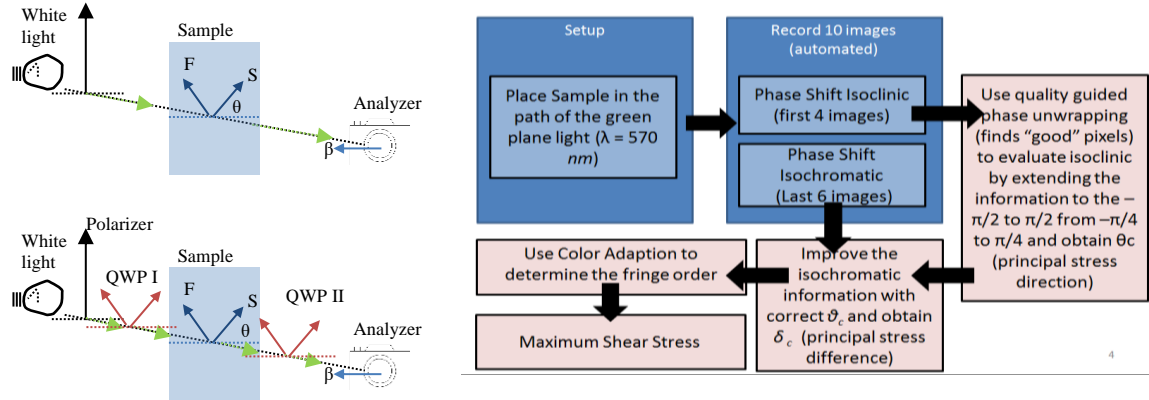 White
light
Sample
F
S
θ
Analyzer
β
Polarizer
White
light
QWP I
Sample
F
S
QWP II
θ
Analyzer
β
Setup
Place Sample in the
path of the green
plane light (λ = 570
nm)
Record 10 images
(automated)
Phase Shift Isoclinic
(first 4 images)
Phase Shift
Isochromatic
(Last 6 images)
Use quality guided
phase unwrapping
(finds “good” pixels)
to evaluate isoclinic
by extending the
information to the –
π/2 to π/2 from –π/4
to π/4 and obtain θc
(principal stress
direction)
Improve the
isochromatic
information with
correct ϑc and obtain
δc (principal stress
difference)
Use Color Adaption to
determine the fringe order
Maximum Shear Stress
4